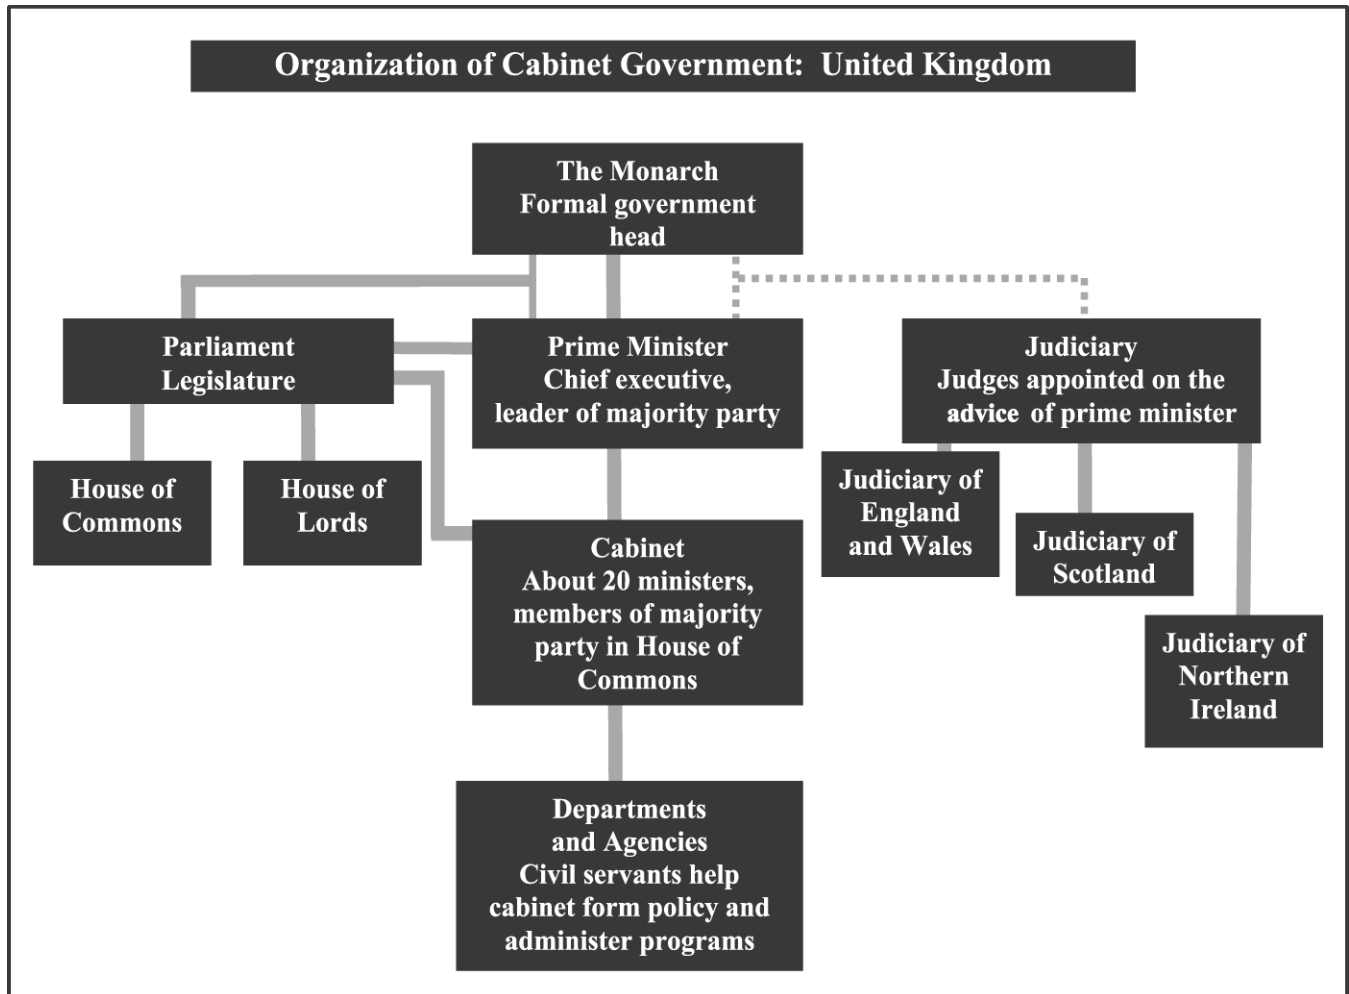 Organization of Cabinet Government: United Kingdom
The Monarch
Formal government
head
Parliament
Legislature
Prime Minister
Chief executive,
leader of majority party
Judiciary
Judges appointed on the
advice of prime minister
House of
Commons
House of
Lords
Judiciary of
England
and Wales
Judiciary of
Scotland
Judiciary of
Northern
Ireland
Cabinet
About 20 ministers,
members of majority
party in House of
Commons
Departments
and Agencies
Civil servants help
cabinet form policy and
administer programs